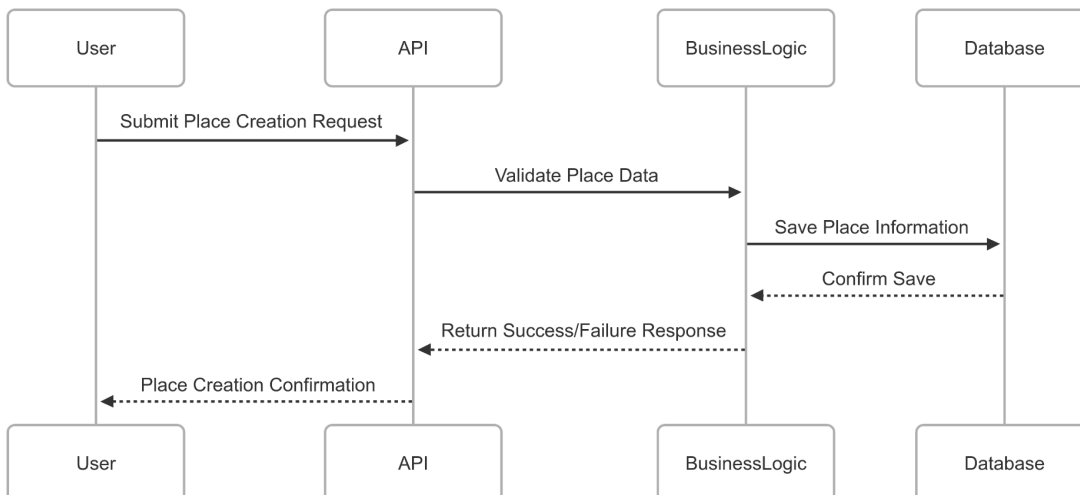 User
API
BusinessLogic
Database
Submit Place Creation Request
Validate Place Data
Save Place Information
Confirm Save
Return Success/Failure Response
Place Creation Confirmation
User
API
BusinessLogic
Database